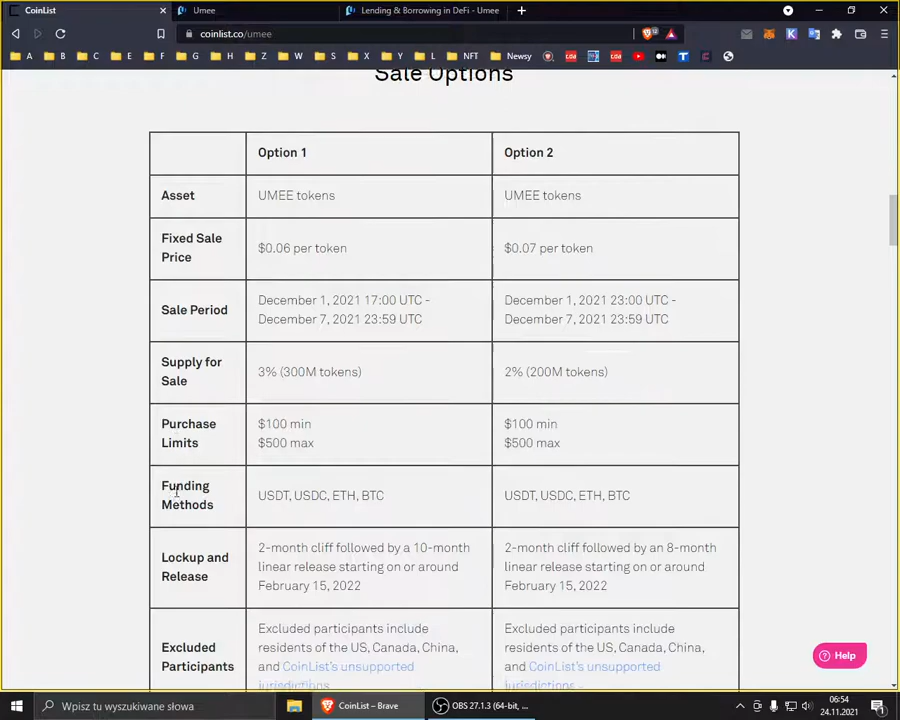 CoinList
Umee
Lending & Borrowing in DeFi - Umee
coinlist.co/umee
A B C E F G H Z W S X Y L NFT Newsy
Sale Options
Option 1 Option 2
Asset UMEE tokens UMEE tokens
Fixed Sale
Price
$0.06 per token $0.07 per token
Sale Period
December 1, 2021 17:00 UTC -
December 7, 2021 23:59 UTC
December 1, 2021 23:00 UTC -
December 7, 2021 23:59 UTC
Supply for
Sale
3% (300M tokens) 2% (200M tokens)
Purchase
Limits
$100 min
$500 max
$100 min
$500 max
Funding
Methods
USDT, USDC, ETH, BTC USDT, USDC, ETH, BTC
Lockup and
Release
2-month cliff followed by a 10-month
linear release starting on or around
February 15, 2022
2-month cliff followed by an 8-month
linear release starting on or around
February 15, 2022
Excluded
Participants
Excluded participants include
residents of the US, Canada, China,
and CoinList's unsupported
jurisdictions
Excluded participants include
residents of the US, Canada, China,
and CoinList's unsupported
jurisdictions -
Help
Wpisz tu wyszukiwane słowa
CoinList – Brave
OBS 27.1.3 (64-bit, ...
06:54
24.11.2021